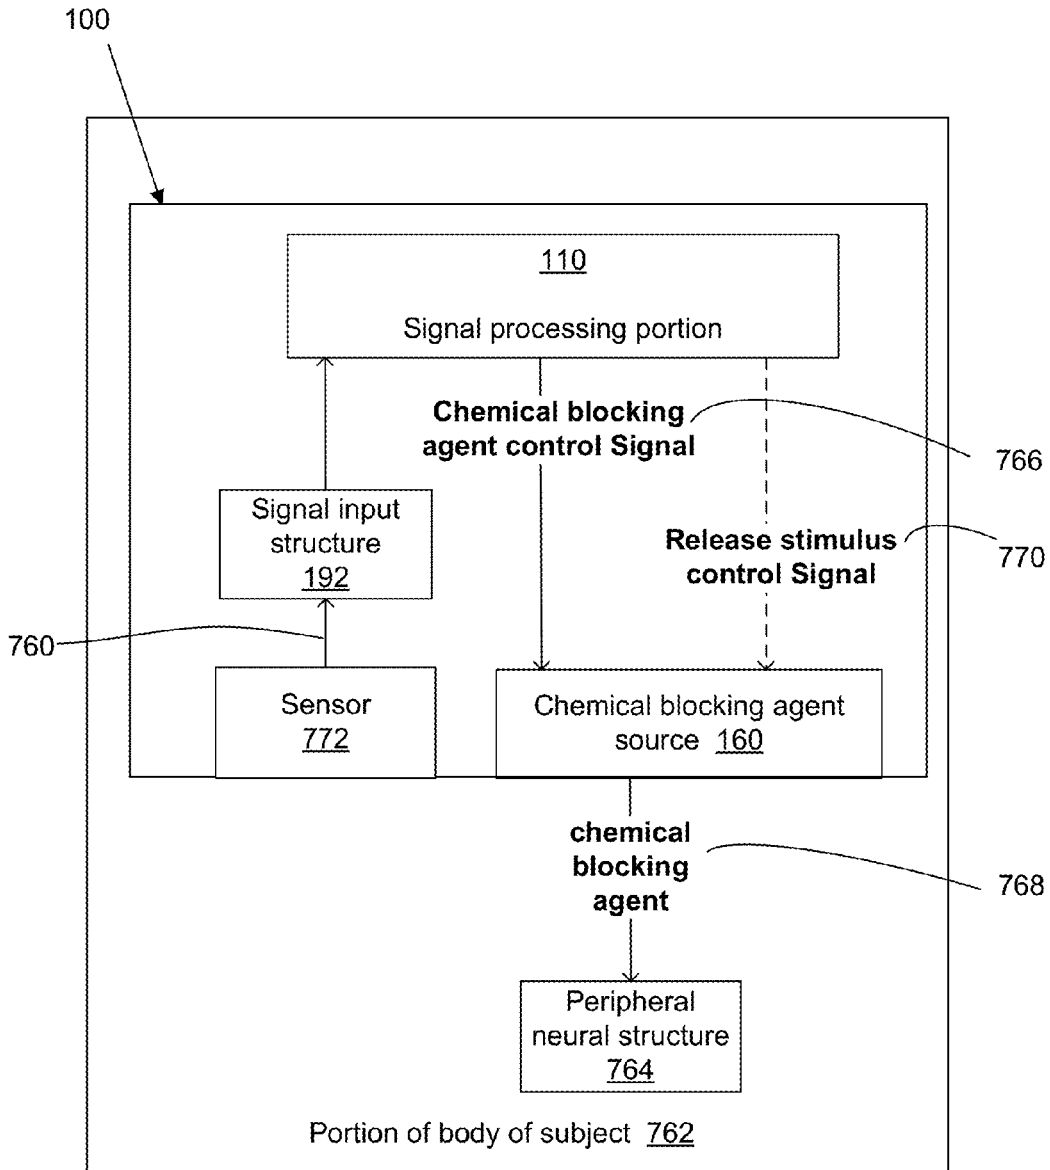 100
110
Signal processing portion
Chemical blocking
agent control Signal
766
Signal input
structure
192
Release stimulus
control Signal
770
760
Sensor
772
Chemical blocking agent
source 160
chemical
blocking
agent
768
Peripheral
neural structure
764
Portion of body of subject 762